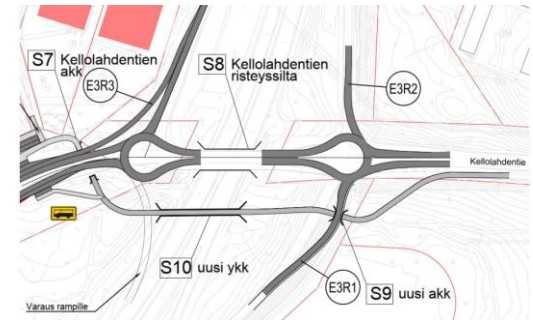 S7 Kellolahdentien
akk
E3R3
S8 Kellolahdentien
risteyssilta
E3R2
Kellolahdentie
S10 uusi ykk
E3R1
S9 uusi akk
Varaus rampille